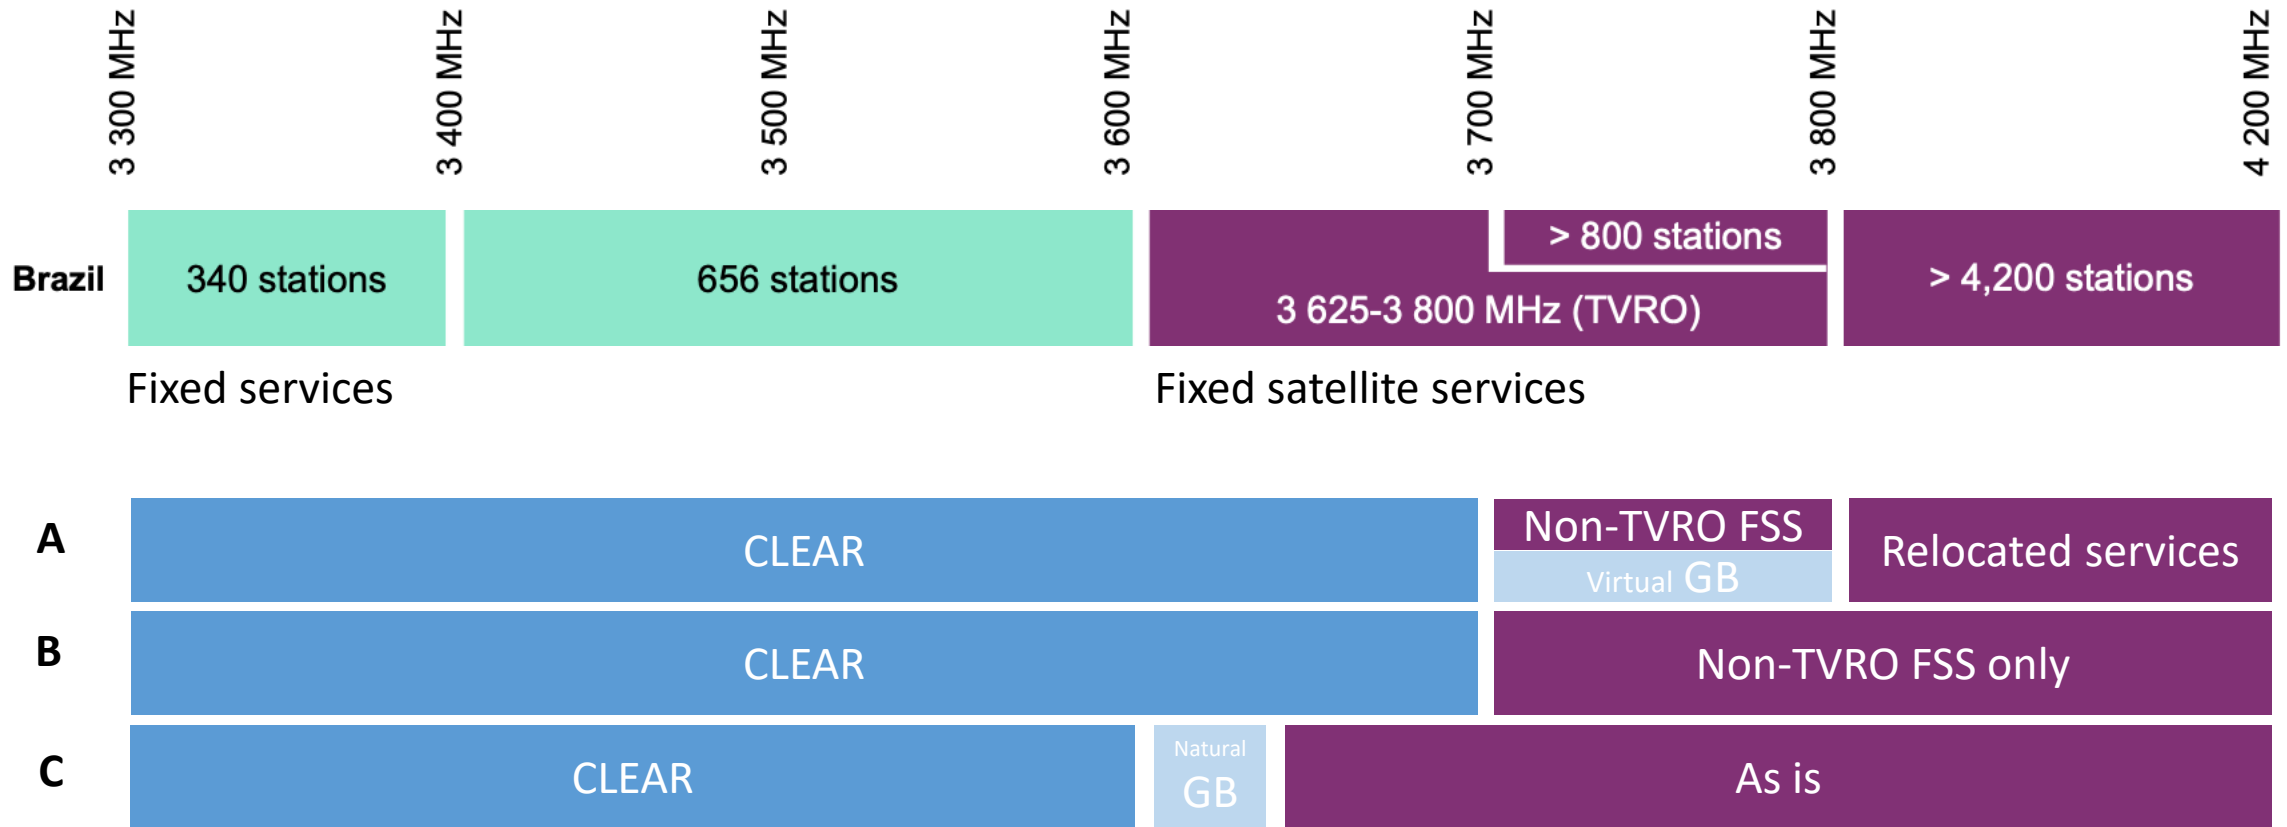 3 300 MHz
3 400 MHz
3 500 MHz
3 600 MHz
3 700 MHz
3 800 MHz
4 200 MHz
Brazil
340 stations
656 stations
> 800 stations
3 625-3 800 MHz (TVRO)
> 4,200 stations
Fixed services
Fixed satellite services
A
CLEAR
Non-TVRO FSS
Virtual GB
Relocated services
B
CLEAR
Non-TVRO FSS only
C
CLEAR
Natural
GB
As is